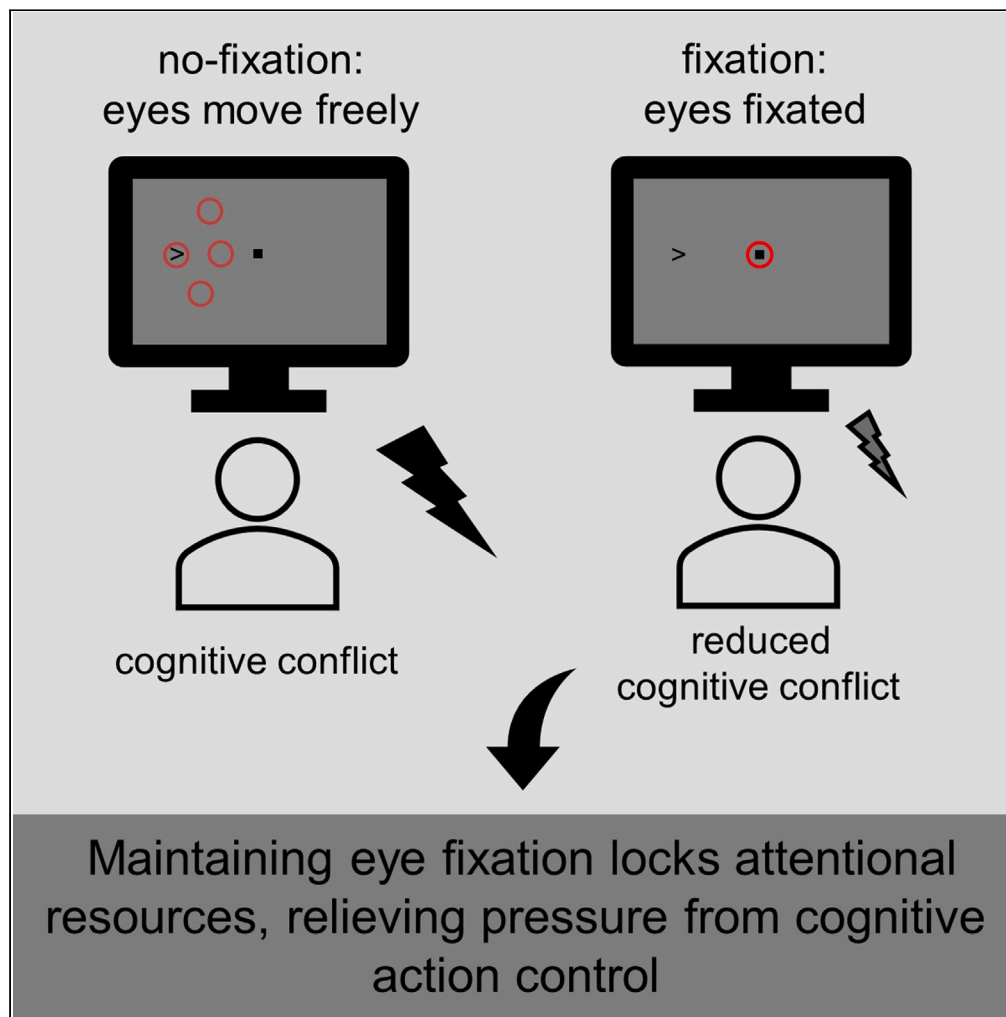 no-fixation:
eyes move freely
fixation:
eyes fixated
>
>
cognitive conflict
reduced
cognitive conflict
Maintaining eye fixation locks attentional
resources, relieving pressure from cognitive
action control